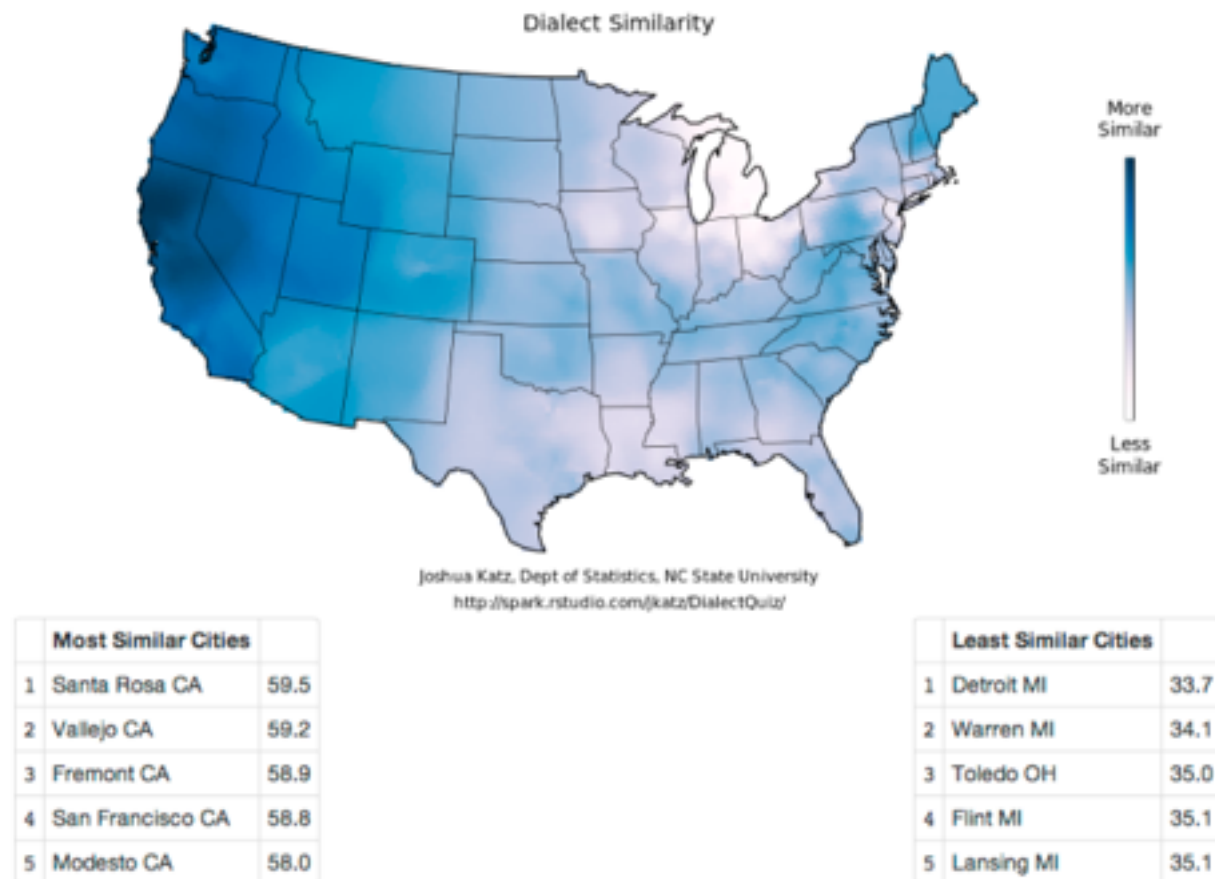 Dialect Similarity
More
Similar
Less
Similar
Joshua Katz, Dept of Statistics, NC State University
http://spark.rstudio.com/jkatz/DialectQuiz/
Most Similar Cities
1 Santa Rosa CA 59.5
2 Vallejo CA 59.2
3 Fremont CA 58.9
4 San Francisco CA 58.8
5 Modesto CA 58.0
Least Similar Cities
1 Detroit MI 33.7
2 Warren MI 34.1
3 Toledo OH 35.0
4 Flint MI 35.1
5 Lansing MI 35.1